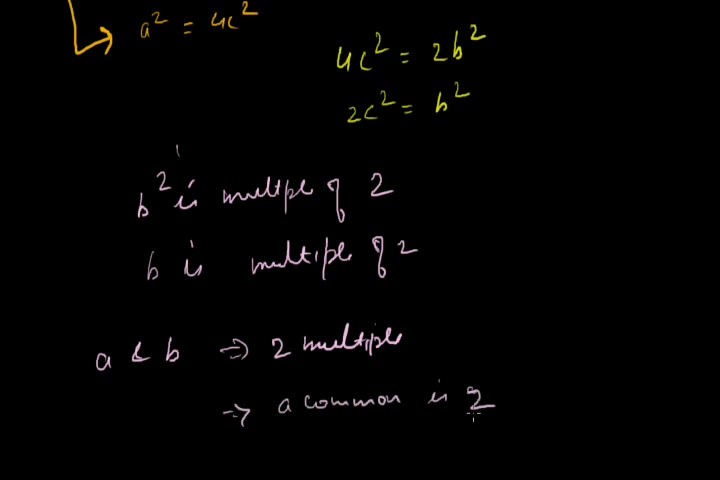 a² = 4c²
4c² = 2b²
2c² = b²
b² is multple of 2
b is multiple of 2
a & b → 2 multiple
→ a common is 2